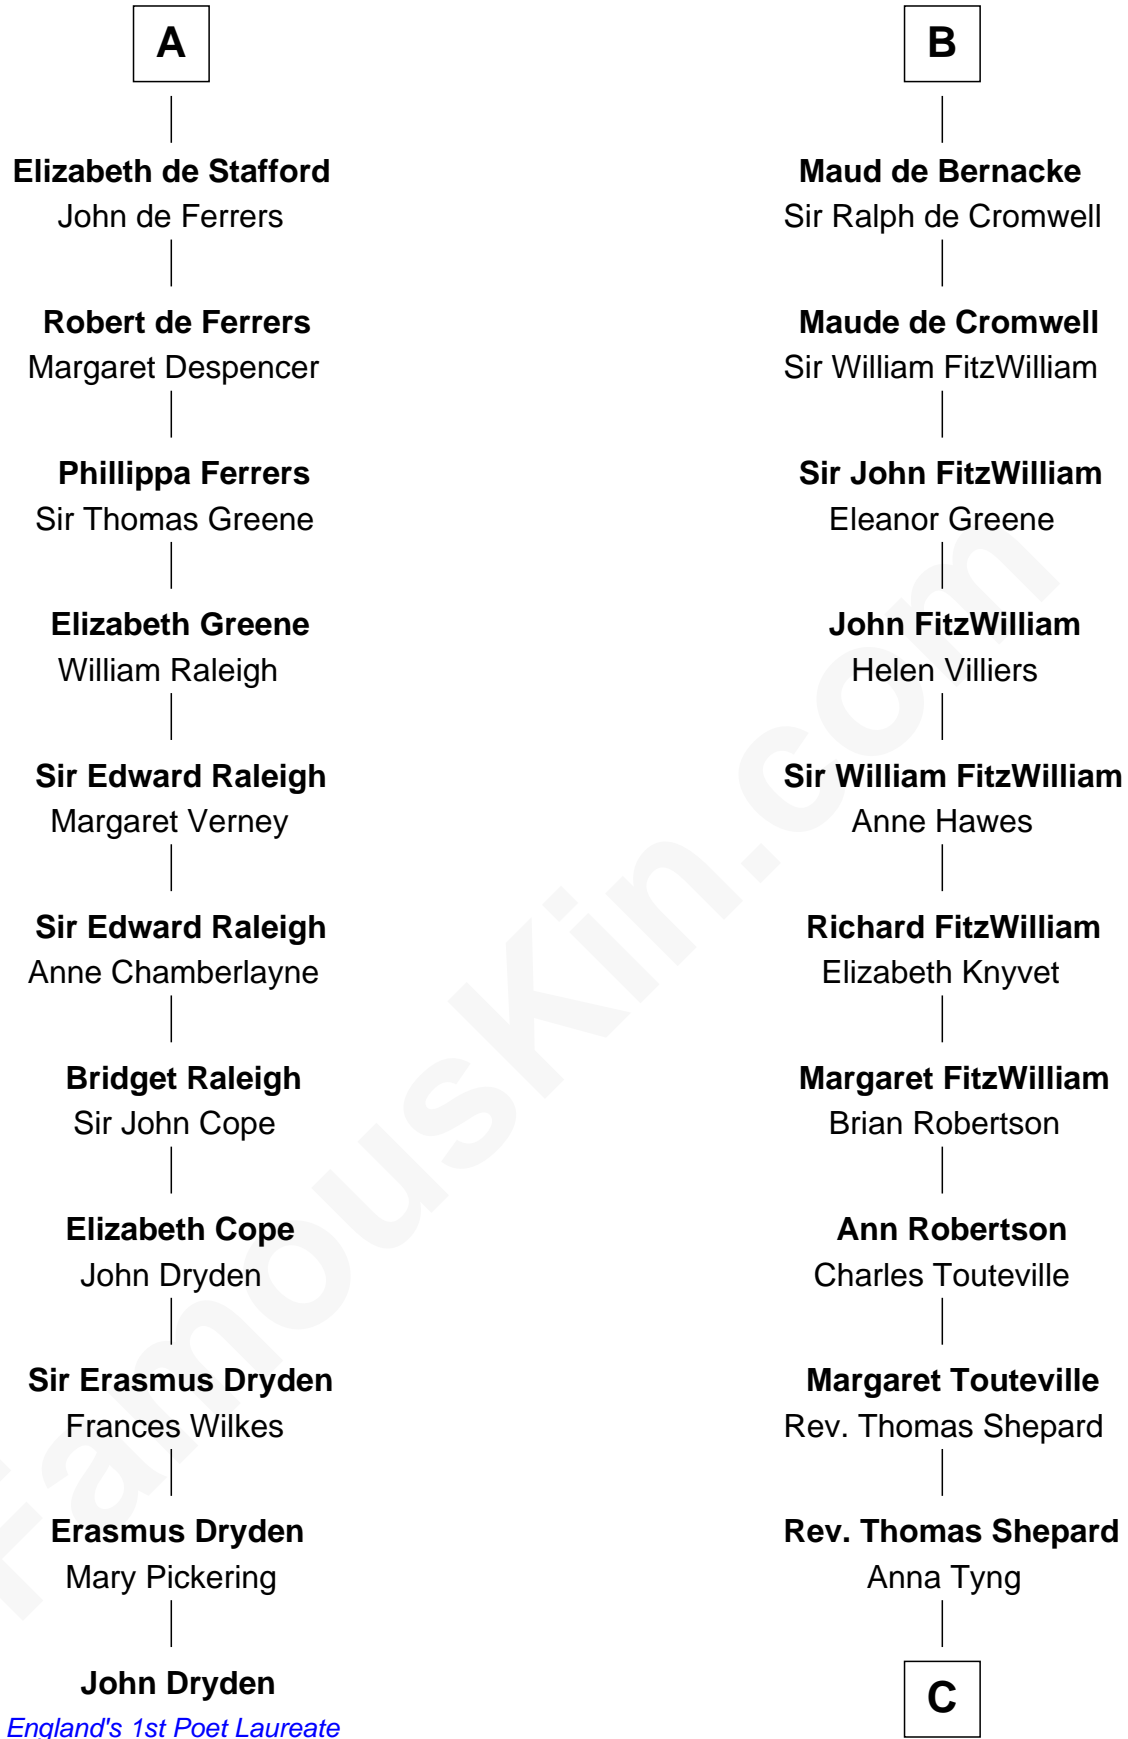 A
Elizabeth de Stafford
John de Ferrers
Robert de Ferrers
Margaret Despencer
Phillippa Ferrers
Sir Thomas Greene
Elizabeth Greene
William Raleigh
Sir Edward Raleigh
Margaret Verney
Sir Edward Raleigh
Anne Chamberlayne
Bridget Raleigh
Sir John Cope
Elizabeth Cope
John Dryden
Sir Erasmus Dryden
Frances Wilkes
Erasmus Dryden
Mary Pickering
John Dryden
England's 1st Poet Laureate
B
Maud de Bernacke
Sir Ralph de Cromwell
Maude de Cromwell
Sir William FitzWilliam
Sir John FitzWilliam
Eleanor Greene
John FitzWilliam
Helen Villiers
Sir William FitzWilliam
Anne Hawes
Richard FitzWilliam
Elizabeth Knyvet
Margaret FitzWilliam
Brian Robertson
Ann Robertson
Charles Touteville
Margaret Touteville
Rev. Thomas Shepard
Rev. Thomas Shepard
Anna Tyng
C
FamousKin.com